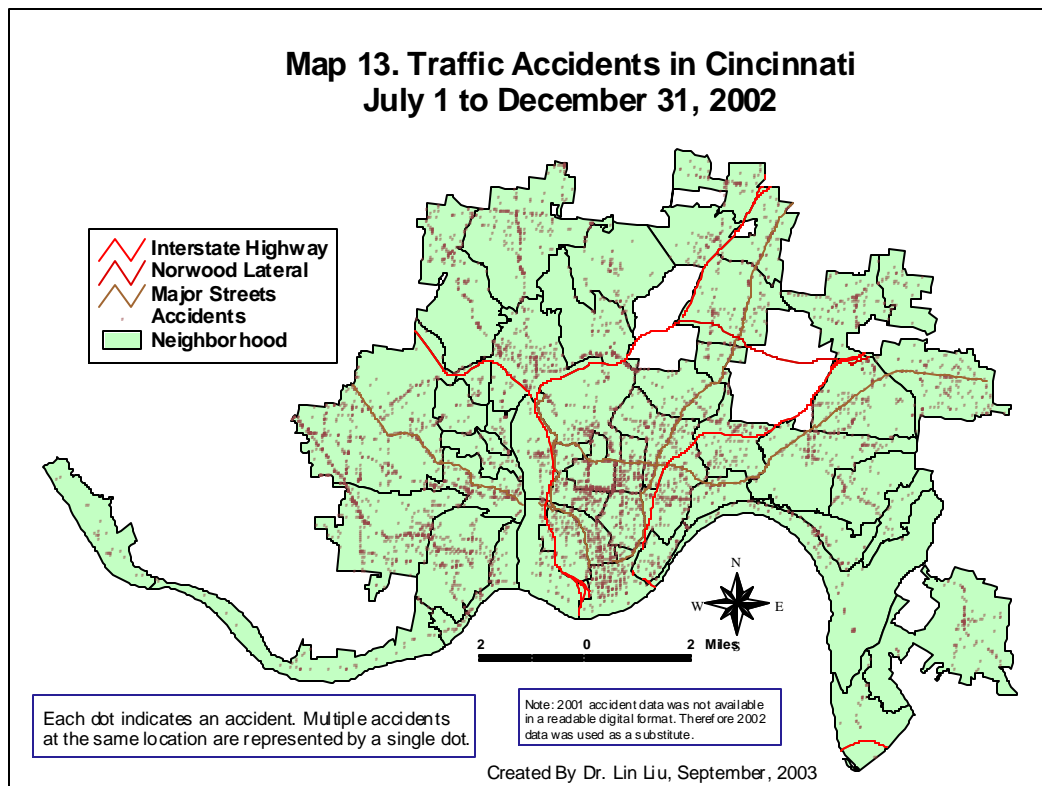 Map 13. Traffic Accidents in Cincinnati
July 1 to December 31, 2002
Interstate Highway
Norwood Lateral
Major Streets
Accidents
Neighborhood
N
W E
S
2 0 2 Miles
Each dot indicates an accident. Multiple accidents
at the same location are represented by a single dot.
Note: 2001 accident data was not available
in a readable digital format. Therefore 2002
data was used as a substitute.
Created By Dr. Lin Liu, September, 2003